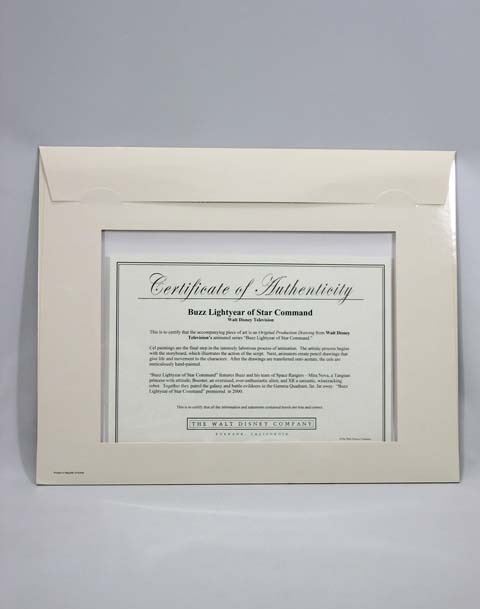 Certificate of Authenticity
Buzz Lightyear of Star Command
Walt Disney Television
This is to certify that the accompanying piece of art is an Original Production Drawing from Walt Disney
Television's animated series "Buzz Lightyear of Star Command."
Cel paintings are the final step in the intensely laborious process of animation. The artistic process begins
with the storyboard, which illustrates the action of the script. Next, animators create pencil drawings that
give life and movement to the characters. After the drawings are transferred onto acetate, the cels are
meticulously hand-painted.
"Buzz Lightyear of Star Command" features Buzz and his team of Space Rangers - Mira Nova, a Tangean
princess with attitude, Booster, an oversized, over-enthusiastic alien, and XR a sarcastic, wisecracking
robot. Together they patrol the galaxy and battle evildoers in the Gamma Quadrant, far, far away. "Buzz
Lightyear of Star Command" premiered in 2000.
This is to certify that all the information and statements contained herein are true and correct.
THE WALT DISNEY COMPANY
BURBANK, CALIFORNIA
© The Walt Disney Company